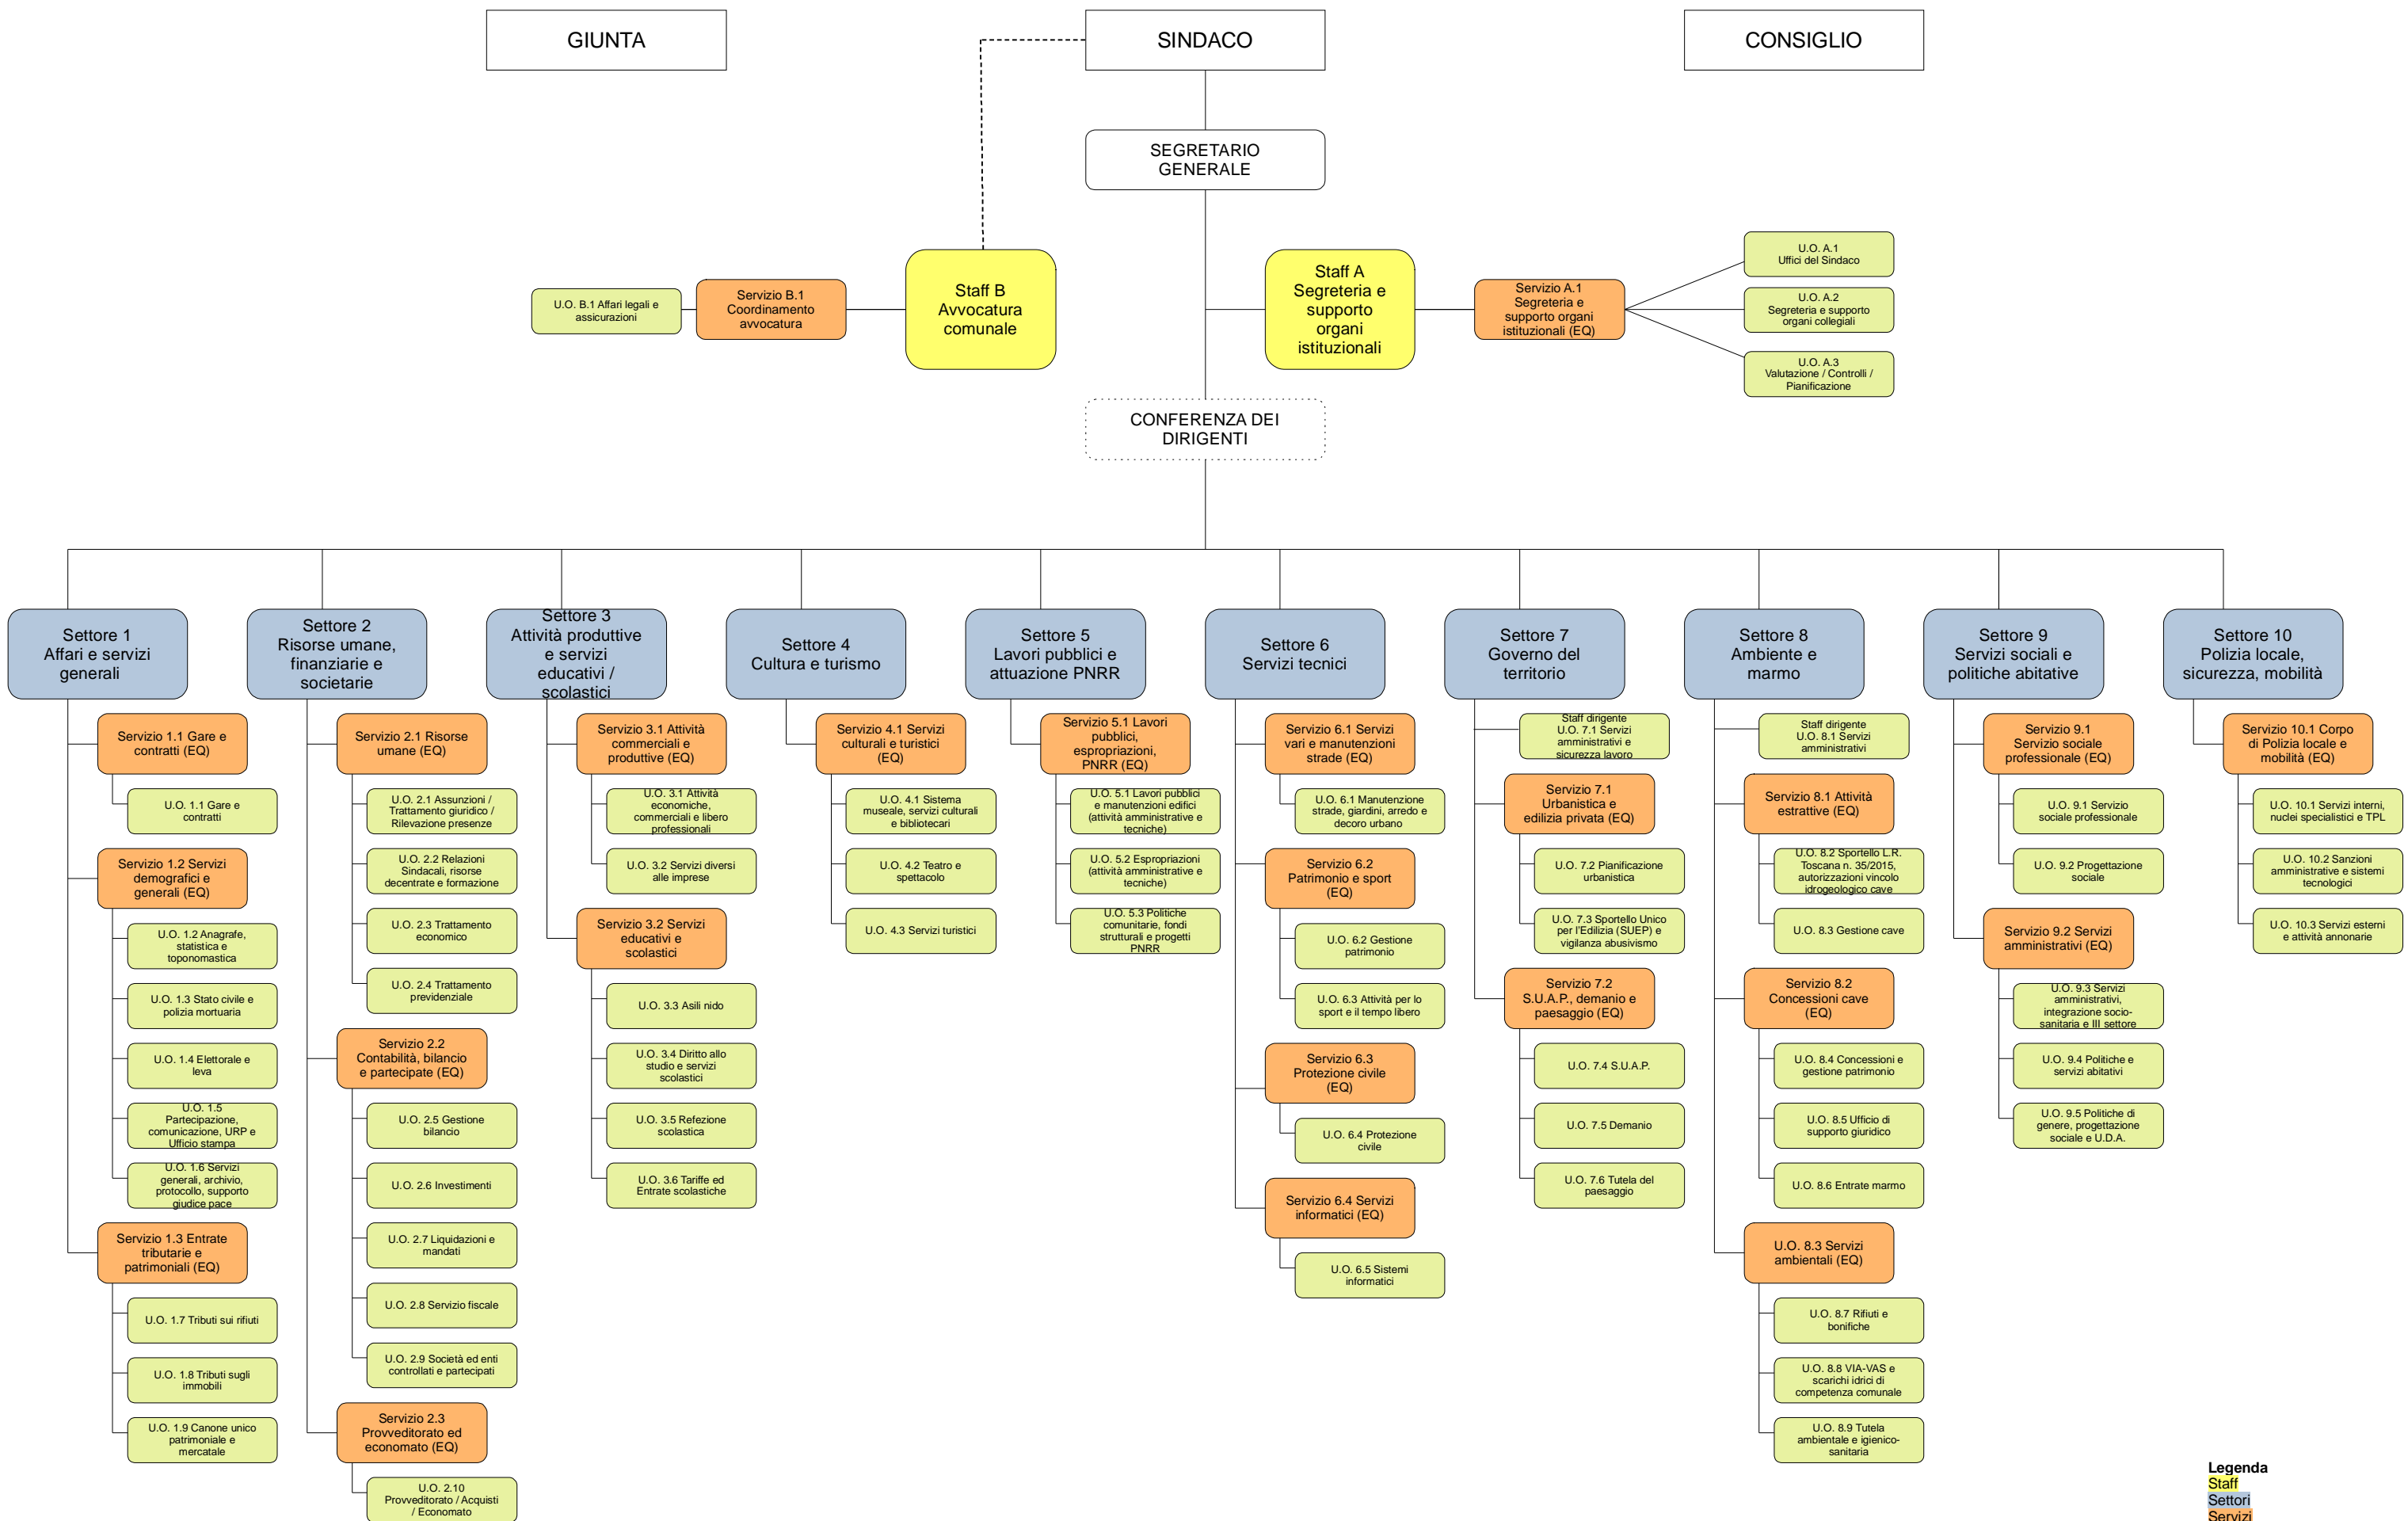 GIUNTA
SINDACO
CONSIGLIO
SEGRETARIO
GENERALE
U.O. B.1 Affari legali e
assicurazioni
Servizio B.1
Coordinamento
avvocatura
Staff B
Avvocatura
comunale
Staff A
Segreteria e
supporto
organi
istituzionali
Servizio A.1
Segreteria e
supporto organi
istituzionali (EQ)
U.O. A.1
Uffici del Sindaco
U.O. A.2
Segreteria e supporto
organi collegiali
U.O. A.3
Valutazione / Controlli /
Pianificazione
CONFERENZA DEI
DIRIGENTI
Settore 1
Affari e servizi
generali
Servizio 1.1 Gare e
contratti (EQ)
U.O. 1.1 Gare e
contratti
Servizio 1.2 Servizi
demografici e
generali (EQ)
U.O. 1.2 Anagrafe,
statistica e
toponomastica
U.O. 1.3 Stato civile e
polizia mortuaria
U.O. 1.4 Elettorale e
leva
U.O. 1.5
Partecipazione,
comunicazione, URP e
Ufficio stampa
U.O. 1.6 Servizi
generali, archivio,
protocollo, supporto
giudice pace
Servizio 1.3 Entrate
tributarie e
patrimoniali (EQ)
U.O. 1.7 Tributi sui rifiuti
U.O. 1.8 Tributi sugli
immobili
U.O. 1.9 Canone unico
patrimoniale e
mercatale
Settore 2
Risorse umane,
finanziarie e
societarie
Servizio 2.1 Risorse
umane (EQ)
U.O. 2.1 Assunzioni /
Trattamento giuridico /
Rilevazione presenze
U.O. 2.2 Relazioni
Sindacali, risorse
decentrate e formazione
U.O. 2.3 Trattamento
economico
U.O. 2.4 Trattamento
previdenziale
Servizio 2.2
Contabilità, bilancio
e partecipate (EQ)
U.O. 2.5 Gestione
bilancio
U.O. 2.6 Investimenti
U.O. 2.7 Liquidazioni e
mandati
U.O. 2.8 Servizio fiscale
U.O. 2.9 Società ed enti
controllati e partecipati
Servizio 2.3
Provveditorato ed
economato (EQ)
U.O. 2.10
Provveditorato / Acquisti
/ Economato
Settore 3
Attività produttive
e servizi
educativi /
scolastici
Servizio 3.1 Attività
commerciali e
produttive (EQ)
U.O. 3.1 Attività
economiche,
commerciali e libero
professionali
U.O. 3.2 Servizi diversi
alle imprese
Servizio 3.2 Servizi
educativi e
scolastici
U.O. 3.3 Asili nido
U.O. 3.4 Diritto allo
studio e servizi
scolastici
U.O. 3.5 Refezione
scolastica
U.O. 3.6 Tariffe ed
Entrate scolastiche
Settore 4
Cultura e turismo
Servizio 4.1 Servizi
culturali e turistici
(EQ)
U.O. 4.1 Sistema
museale, servizi culturali
e bibliotecari
U.O. 4.2 Teatro e
spettacolo
U.O. 4.3 Servizi turistici
Settore 5
Lavori pubblici e
attuazione PNRR
Servizio 5.1 Lavori
pubblici,
espropriazioni,
PNRR (EQ)
U.O. 5.1 Lavori pubblici
e manutenzioni edifici
(attività amministrative e
tecniche)
U.O. 5.2 Espropriazioni
(attività amministrative e
tecniche)
U.O. 5.3 Politiche
comunitarie, fondi
strutturali e progetti
PNRR
Settore 6
Servizi tecnici
Servizio 6.1 Servizi
vari e manutenzioni
strade (EQ)
U.O. 6.1 Manutenzione
strade, giardini, arredo e
decoro urbano
Servizio 6.2
Patrimonio e sport
(EQ)
U.O. 6.2 Gestione
patrimonio
U.O. 6.3 Attività per lo
sport e il tempo libero
Servizio 6.3
Protezione civile
(EQ)
U.O. 6.4 Protezione
civile
Servizio 6.4 Servizi
informatici (EQ)
U.O. 6.5 Sistemi
informatici
Settore 7
Governo del
territorio
Staff dirigente
U.O. 7.1 Servizi
amministrativi e
sicurezza lavoro
Servizio 7.1
Urbanistica e
edilizia privata (EQ)
U.O. 7.2 Pianificazione
urbanistica
U.O. 7.3 Sportello Unico
per l'Edilizia (SUEP) e
vigilanza abusivismo
Servizio 7.2
S.U.A.P., demanio e
paesaggio (EQ)
U.O. 7.4 S.U.A.P.
U.O. 7.5 Demanio
U.O. 7.6 Tutela del
paesaggio
Settore 8
Ambiente e
marmo
Staff dirigente
U.O. 8.1 Servizi
amministrativi
Servizio 8.1 Attività
estrattive (EQ)
U.O. 8.2 Sportello L.R.
Toscana n. 35/2015,
autorizzazioni vincolo
idrogeologico cave
U.O. 8.3 Gestione cave
Servizio 8.2
Concessioni cave
(EQ)
U.O. 8.4 Concessioni e
gestione patrimonio
U.O. 8.5 Ufficio di
supporto giuridico
U.O. 8.6 Entrate marmo
U.O. 8.3 Servizi
ambientali (EQ)
U.O. 8.7 Rifiuti e
bonifiche
U.O. 8.8 VIA-VAS e
scarichi idrici di
competenza comunale
U.O. 8.9 Tutela
ambientale e igienico-
sanitaria
Settore 9
Servizi sociali e
politiche abitative
Servizio 9.1
Servizio sociale
professionale (EQ)
U.O. 9.1 Servizio
sociale professionale
U.O. 9.2 Progettazione
sociale
Servizio 9.2 Servizi
amministrativi (EQ)
U.O. 9.3 Servizi
amministrativi,
integrazione socio-
sanitaria e III settore
U.O. 9.4 Politiche e
servizi abitativi
U.O. 9.5 Politiche di
genere, progettazione
sociale e U.D.A.
Settore 10
Polizia locale,
sicurezza, mobilità
Servizio 10.1 Corpo
di Polizia locale e
mobilità (EQ)
U.O. 10.1 Servizi interni,
nuclei specialistici e TPL
U.O. 10.2 Sanzioni
amministrative e sistemi
tecnologici
U.O. 10.3 Servizi esterni
e attività annonarie
Legenda
Staff
Settori
Servizi